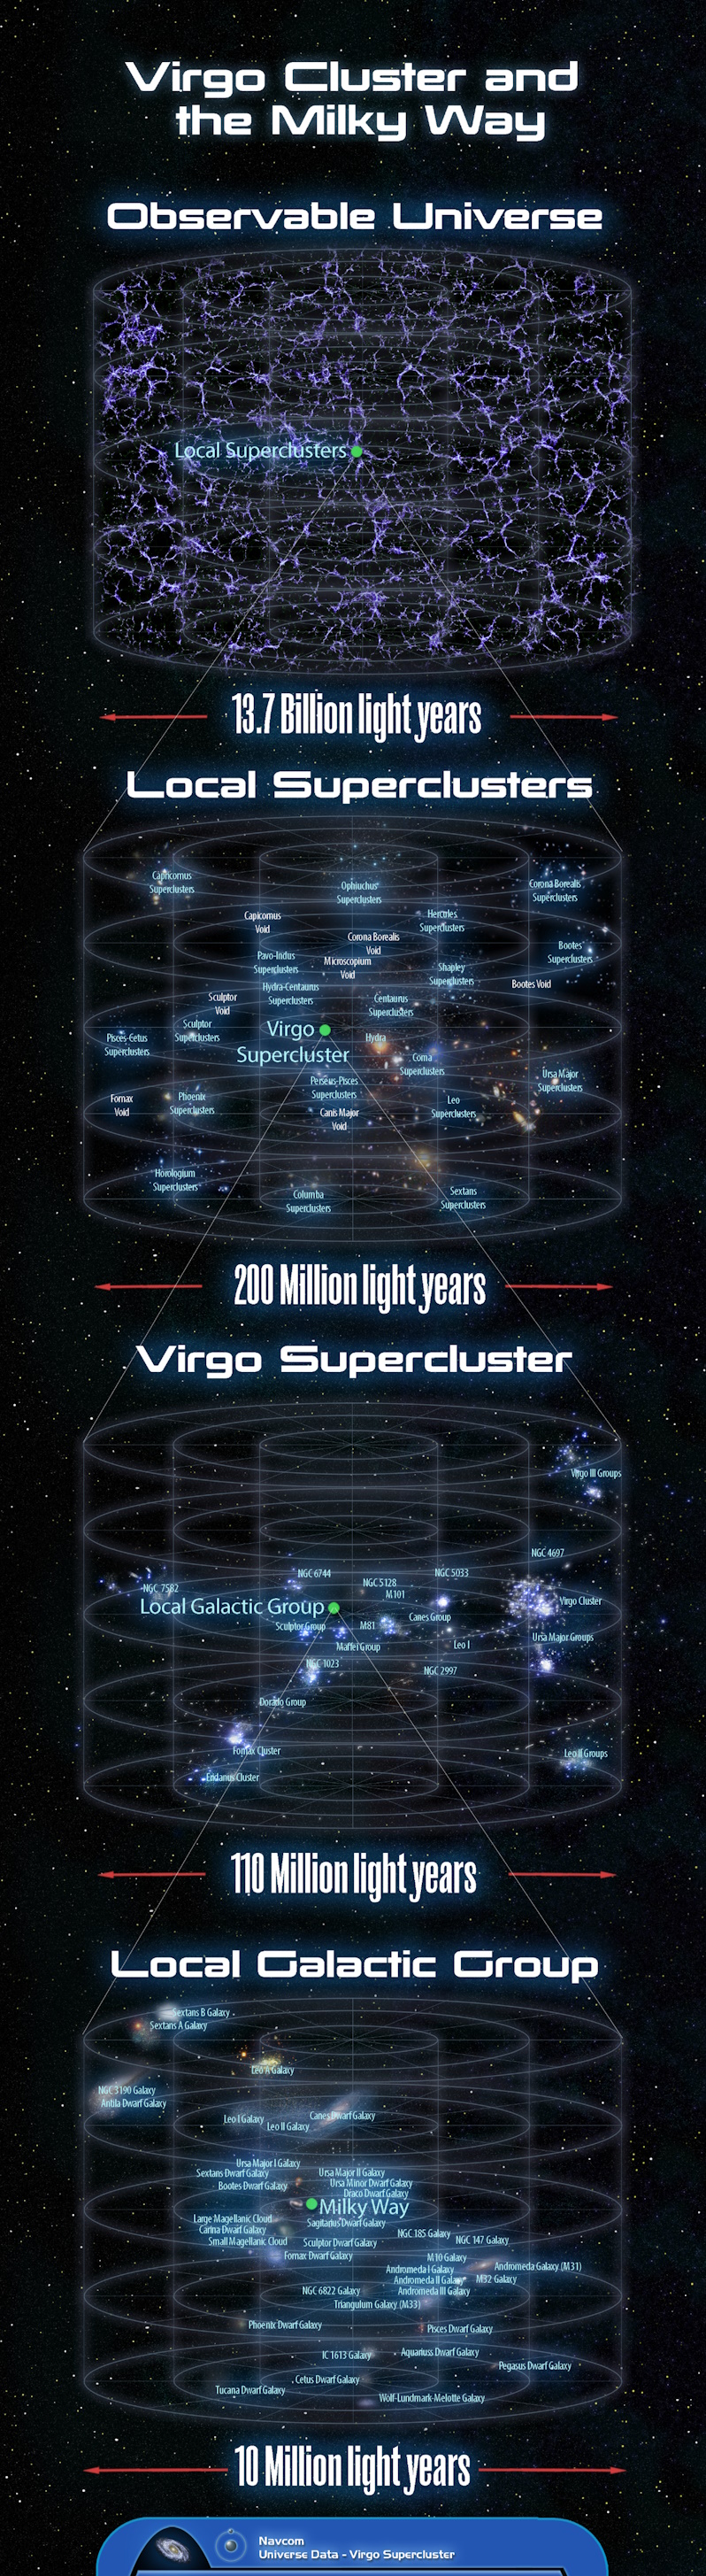 Virgo Cluster and
the Milky Way
Observable Universe
Local Superclusters
13.7 Billion light years
Local Superclusters
Capricornus
Superclusters
Ophiuchus
Superclusters
Corona Borealis
Superclusters
Capicornus
Void
Hercules
Superclusters
Corona Borealis
Void
Bootes
Superclusters
Pavo-Indus
Superclusters
Microscopium
Void
Shapley
Superclusters
Bootes Void
Hydra-Centaurus
Superclusters
Sculptor
Void
Centaurus
Superclusters
Sculptor
Superclusters
Pisces-Cetus
Superclusters
Virgo
Supercluster
Hydra
Coma
Superclusters
Perseus-Pisces
Superclusters
Ursa Major
Superclusters
Fornax
Void
Phoenix
Superclusters
Leo
Superclusters
Canis Major
Void
Horologium
Superclusters
Columba
Superclusters
Sextans
Superclusters
200 Million light years
Virgo Supercluster
Virgo III Groups
NGC 4697
NGC 6744
NGC 5033
NGC 5128
NGC 7582
M101
Virgo Cluster
Local Galactic Group
Canes Group
Sculptor Group
M81
Ursa Major Groups
Maffei Group
Leo I
NGC 1023
NGC 2997
Dorado Group
Fornax Cluster
Leo II Groups
Eridanus Cluster
110 Million light years
Local Galactic Group
Sextans B Galaxy
Sextans A Galaxy
Leo A Galaxy
NGC 3190 Galaxy
Antila Dwarf Galaxy
Canes Dwarf Galaxy
Leo I Galaxy
Leo II Galaxy
Ursa Major I Galaxy
Sextans Dwarf Galaxy
Ursa Major II Galaxy
Bootes Dwarf Galaxy
Ursa Minor Dwarf Galaxy
Draco Dwarf Galaxy
Milky Way
Large Magellanic Cloud
Sagitarius Dwarf Galaxy
Carina Dwarf Galaxy
NGC 185 Galaxy
Small Magellanic Cloud
Sculptor Dwarf Galaxy
NGC 147 Galaxy
Fornax Dwarf Galaxy
M10 Galaxy
Andromeda Galaxy (M31)
Andromeda I Galaxy
Andromeda II Galaxy
M32 Galaxy
NGC 6822 Galaxy
Andromeda III Galaxy
Triangulum Galaxy (M33)
Phoenix Dwarf Galaxy
Pisces Dwarf Galaxy
IC 1613 Galaxy
Aquariuss Dwarf Galaxy
Pegasus Dwarf Galaxy
Cetus Dwarf Galaxy
Tucana Dwarf Galaxy
Wolf-Lundmark-Melotte Galaxy
10 Million light years
Navcom
Universe Data - Virgo Supercluster